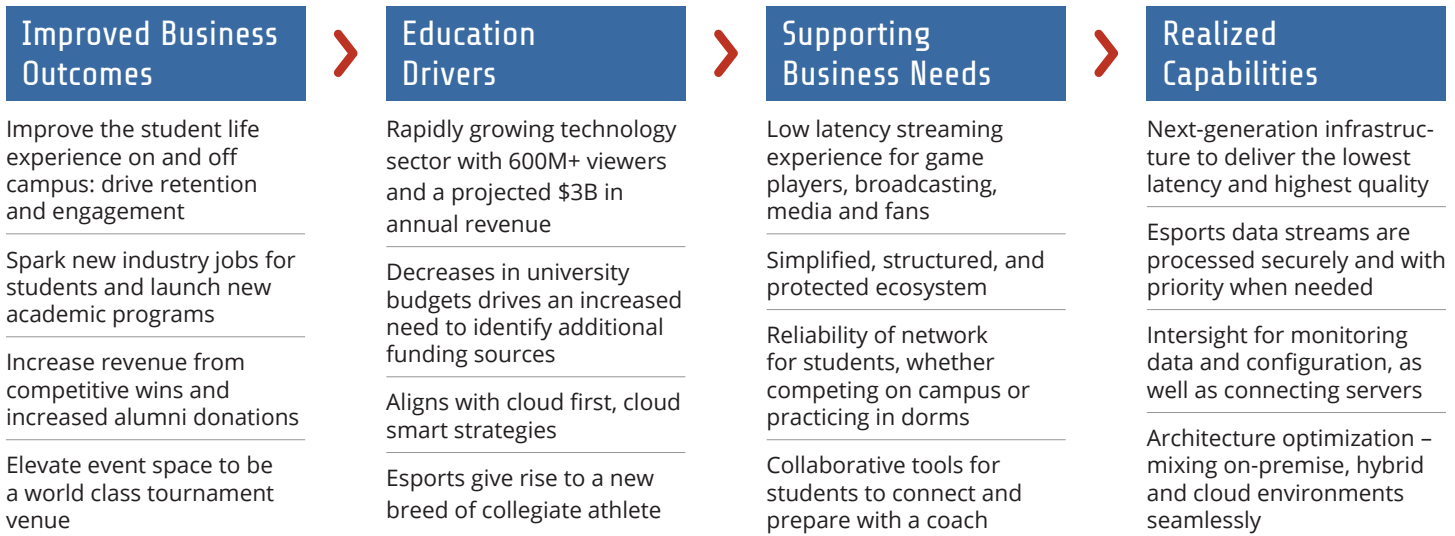 Improved Business
Outcomes
Improve the student life
experience on and off
campus: drive retention
and engagement
Spark new industry jobs for
students and launch new
academic programs
Increase revenue from
competitive wins and
increased alumni donations
Elevate event space to be
a world class tournament
venue
Education
Drivers
Rapidly growing technology
sector with 600M+ viewers
and a projected $3B in
annual revenue
Decreases in university
budgets drives an increased
need to identify additional
funding sources
Aligns with cloud first, cloud
smart strategies
Esports give rise to a new
breed of collegiate athlete
Supporting
Business Needs
Low latency streaming
experience for game
players, broadcasting,
media and fans
Simplified, structured, and
protected ecosystem
Reliability of network
for students, whether
competing on campus or
practicing in dorms
Collaborative tools for
students to connect and
prepare with a coach
Realized
Capabilities
Next-generation infrastruc-
ture to deliver the lowest
latency and highest quality
Esports data streams are
processed securely and with
priority when needed
Intersight for monitoring
data and configuration, as
well as connecting servers
Architecture optimization –
mixing on-premise, hybrid
and cloud environments
seamlessly